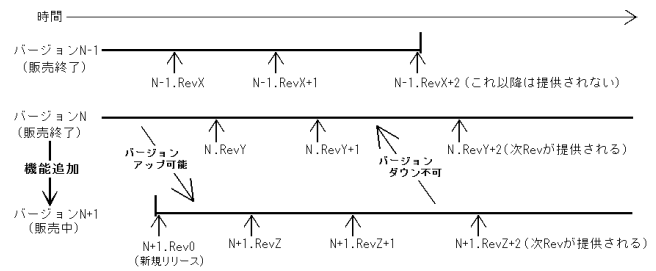 時間
バージョンN-1
(販売終了)
N-1.RevX
N-1.RevX+1
N-1.RevX+2(これ以降は提供されない)
バージョンN
(販売終了)
バージョン
アップ可能
N.RevY
N.RevY+1
バージョン
ダウン不可
N.RevY+2(次Revが提供される)
機能追加
バージョンN+1
(販売中)
N+1.Rev0
(新規リリース)
N+1.RevZ
N+1.RevZ+1
N+1.RevZ+2(次Revが提供される)